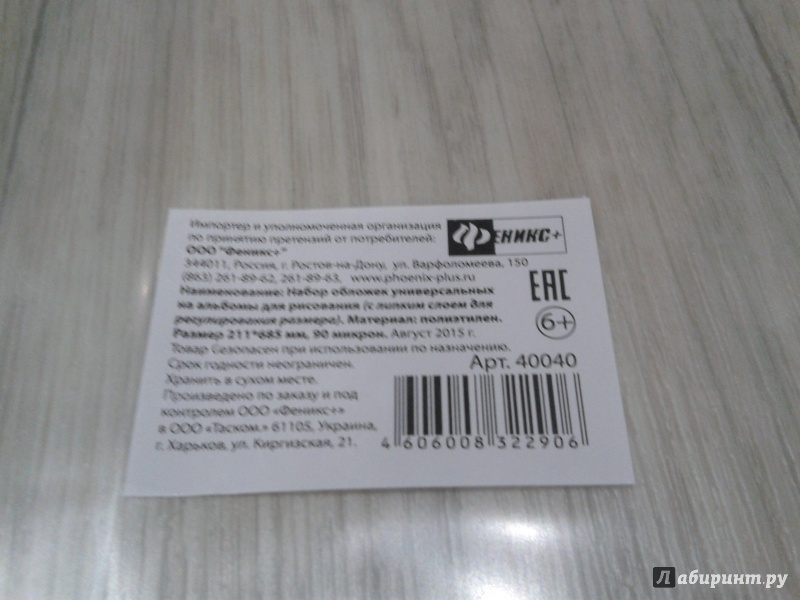 Импортер и уполномоченная организация
по принятию претензий от потребителей:
ООО "Феникс+"
344011, Россия, г. Ростов-на-Дону, ул. Варфоломеева, 150
(863) 261-89-62, 261-89-63, www.phoenix-plus.ru
Наименование: Набор обложек универсальных
на альбомы для рисования (с липким слоем для
регулирования размера). Материал: полиэтилен.
Размер 211*685 мм, 90 микрон. Август 2015 г.
Товар безопасен при использовании по назначению.
Срок годности неограничен.
Хранить в сухом месте.
Произведено по заказу и под
контролем ООО «Феникс+»
в ООО «Таском.» 61105, Украина,
г. Харьков, ул. Киргизская, 21.
ФЕНИКС+
EAC
6+
Арт. 40040
4 606008 322906
Лабиринт.ру